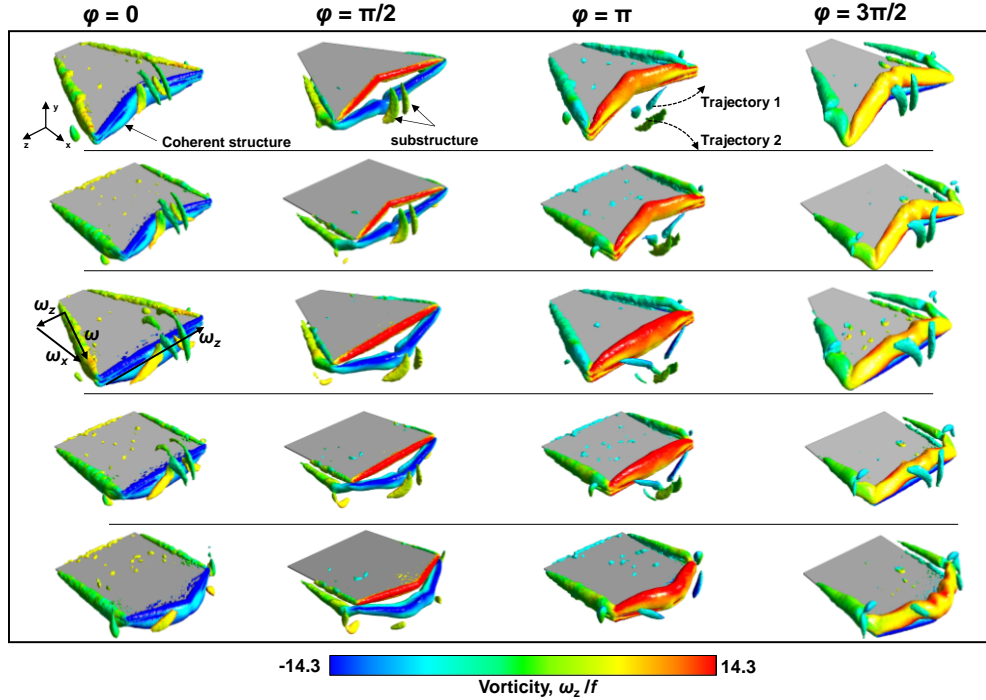 φ = 0 φ = π/2 φ = π φ = 3π/2
y
z x
Coherent structure
substructure
Trajectory 1
Trajectory 2
ω_z
ω
ω_x
ω_z
-14.3 14.3
Vorticity, ω_z/f